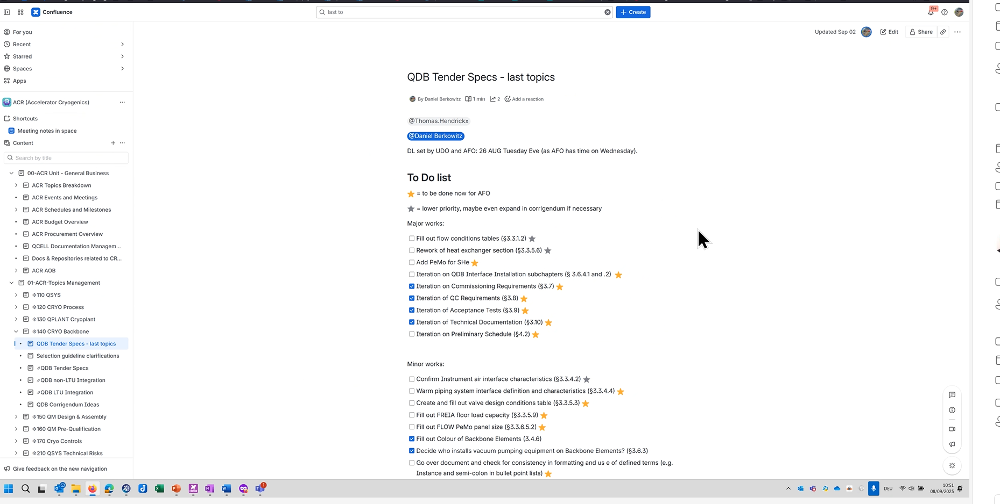 Confluence
last to
Create
9+
For you
Recent
Starred
Spaces
Apps
ACR (Accelerator Cryogenics)
Shortcuts
Meeting notes in space
Content
Search by title
00-ACR Unit - General Business
ACR Topics Breakdown
ACR Events and Meetings
ACR Schedules and Milestones
ACR Budget Overview
ACR Procurement Overview
QCELL Documentation Managem...
Docs & Repositories related to CR...
ACR AOB
01-ACR-Topics Management
❄110 QSYS
❄120 CRYO Process
❄130 QPLANT Cryoplant
❄140 CRYO Backbone
QDB Tender Specs - last topics
Selection guideline clarifications
QDB Tender Specs
QDB non-LTU Integration
QDB LTU Integration
QDB Corrigendum Ideas
❄150 QM Design & Assembly
❄160 QM Pre-Qualification
❄170 Cryo Controls
❄210 QSYS Technical Risks
Give feedback on the new navigation
Updated Sep 02
Edit
Share
QDB Tender Specs - last topics
By Daniel Berkowitz 1 min 2 Add a reaction
@Thomas.Hendrickx
@Daniel Berkowitz
DL set by UDO and AFO: 26 AUG Tuesday Eve (as AFO has time on Wednesday).
To Do list
= to be done now for AFO
= lower priority, maybe even expand in corrigendum if necessary
Major works:
Fill out flow conditions tables (§3.3.1.2)
Rework of heat exchanger section (§3.3.5.6)
Add PeMo for SHe
Iteration on QDB Interface Installation subchapters (§ 3.6.4.1 and .2)
Iteration on Commissioning Requirements (§3.7)
Iteration of QC Requirements (§3.8)
Iteration of Acceptance Tests (§3.9)
Iteration of Technical Documentation (§3.10)
Iteration on Preliminary Schedule (§4.2)
Minor works:
Confirm Instrument air interface characteristics (§3.3.4.2)
Warm piping system interface definition and characteristics (§3.3.4.4)
Create and fill out valve design conditions table (§3.3.5.3)
Fill out FREIA floor load capacity (§3.3.5.9)
Fill out FLOW PeMo panel size (§3.3.6.5.2)
Fill out Colour of Backbone Elements (3.4.6)
Decide who installs vacuum pumping equipment on Backbone Elements? (§3.6.3)
Go over document and check for consistency in formatting and us e of defined terms (e.g.
Instance and semi-colon in bullet point lists)
DEU
10:51
08/09/2025